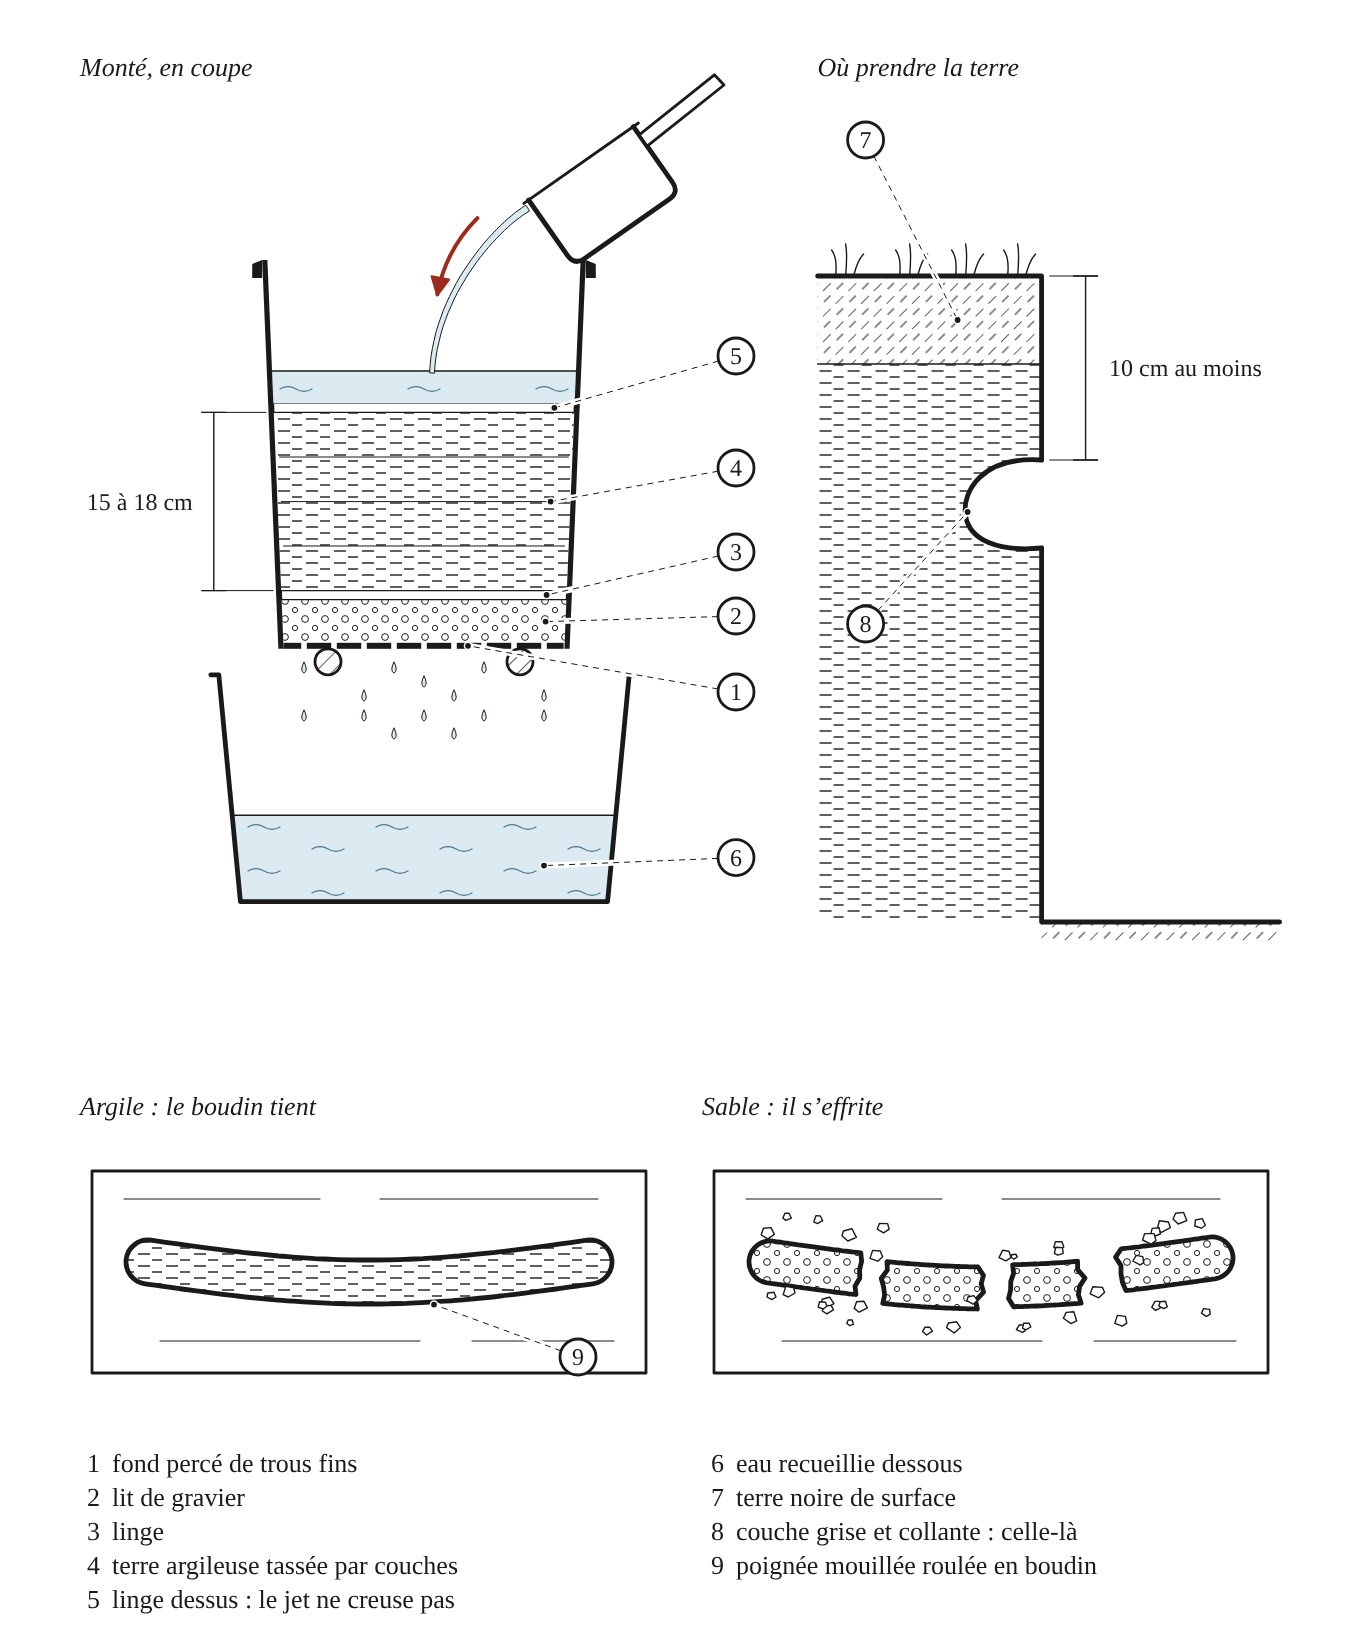 Monté, en coupe
Où prendre la terre
7
5
10 cm au moins
4
15 à 18 cm
3
2
8
1
6
Argile : le boudin tient
Sable : il s’effrite
9
1 fond percé de trous fins
2 lit de gravier
3 linge
4 terre argileuse tassée par couches
5 linge dessus : le jet ne creuse pas
6 eau recueillie dessous
7 terre noire de surface
8 couche grise et collante : celle-là
9 poignée mouillée roulée en boudin